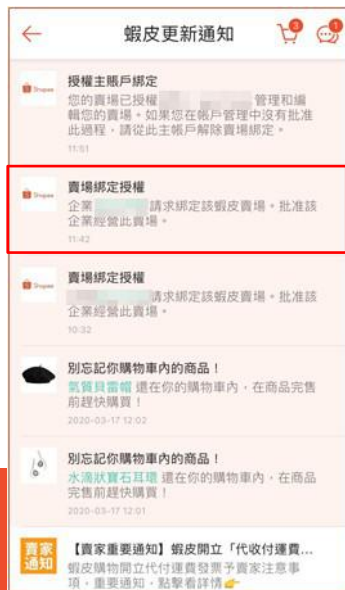 蝦皮更新通知
3
1
Shopee
授權主賬戶綁定
您的賣場已授權 管理和編
輯您的賣場。如果您在帳戶管理中沒有批准
此過程,請從此主帳戶解除賣場綁定。
11:51
Shopee
賣場綁定授權
企業 請求綁定該蝦皮賣場。批准該
企業經營此賣場。
11:42
Shopee
賣場綁定授權
請求綁定該蝦皮賣場。批准該
企業經營此賣場。
10:32
別忘記你購物車內的商品!
氣質貝雷帽 還在你的購物車內,在商品完售
前趕快購買!
2020-03-17 12:02
別忘記你購物車內的商品!
水滴狀寶石耳環 還在你的購物車內,在商品
完售前趕快購買!
2020-03-17 12:01
賣家
通知
【賣家重要通知】蝦皮開立「代收付運費...
蝦皮購物開立代付運費發票予賣家注意事
項,重要通知,點擊看詳情👉